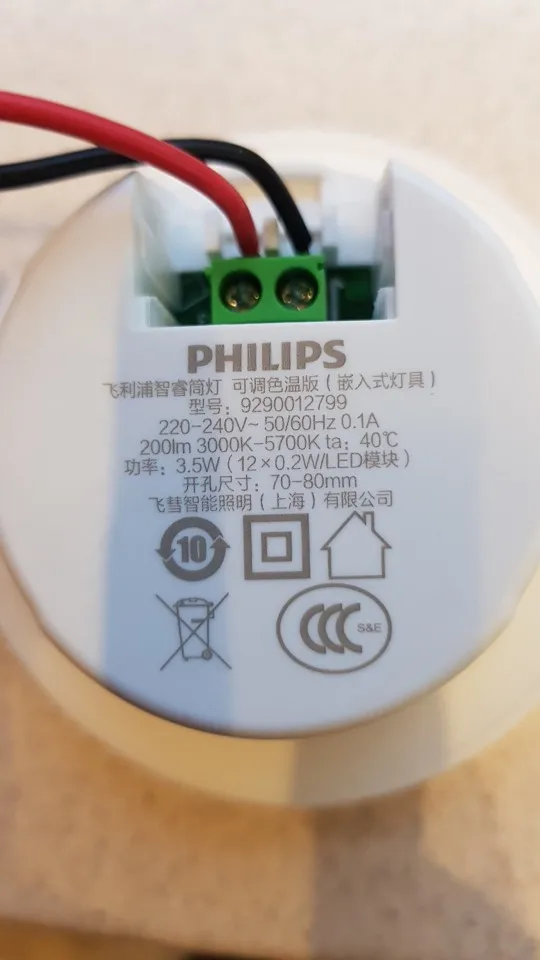 PHILIPS
飞利浦智睿筒灯 可调色温版(嵌入式灯具)
型号: 9290012799
220-240V~ 50/60Hz 0.1A
200lm 3000K-5700K ta: 40℃
功率: 3.5W(12×0.2W/LED模块)
开孔尺寸: 70-80mm
飞彗智能照明(上海)有限公司
10
CCC S&E